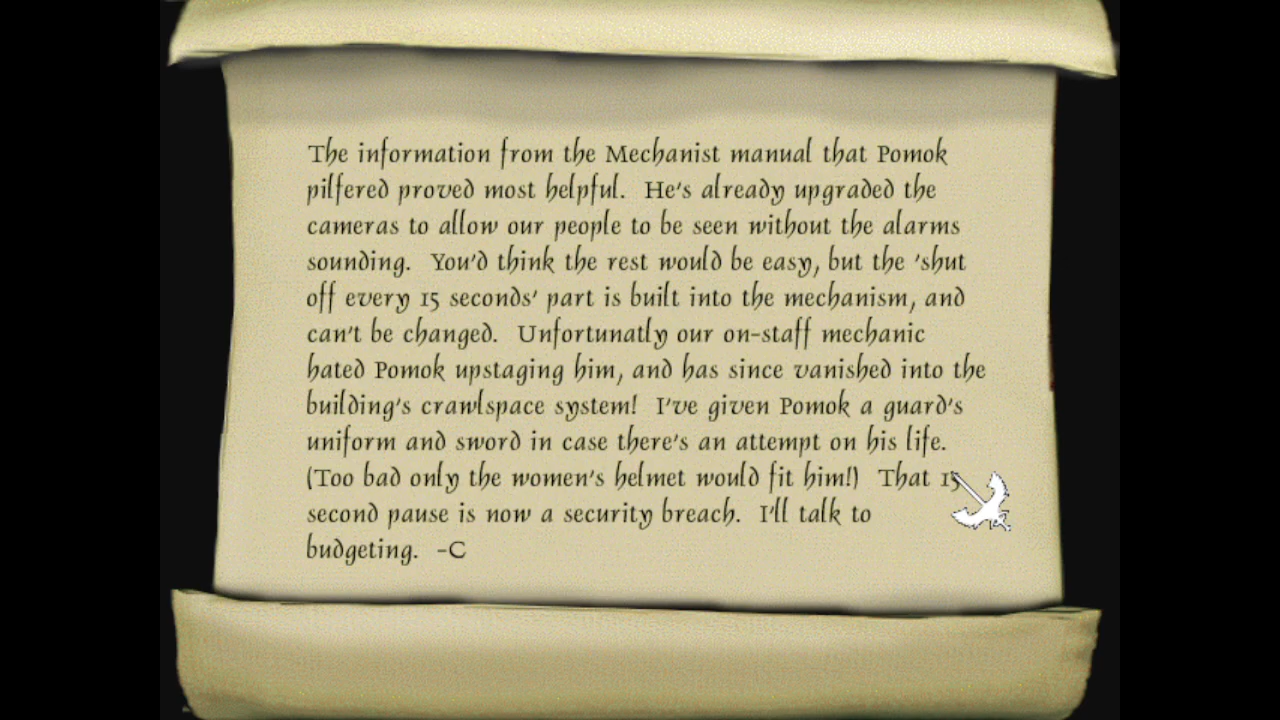 The information from the Mechanist manual that Pomok
pilfered proved most helpful.  He's already upgraded the
cameras to allow our people to be seen without the alarms
sounding.  You'd think the rest would be easy, but the 'shut
off every 15 seconds' part is built into the mechanism, and
can't be changed.  Unfortunatly our on-staff mechanic
hated Pomok upstaging him, and has since vanished into the
building's crawlspace system!  I've given Pomok a guard's
uniform and sword in case there's an attempt on his life.
(Too bad only the women's helmet would fit him!)  That 15
second pause is now a security breach.  I'll talk to
budgeting.  -C